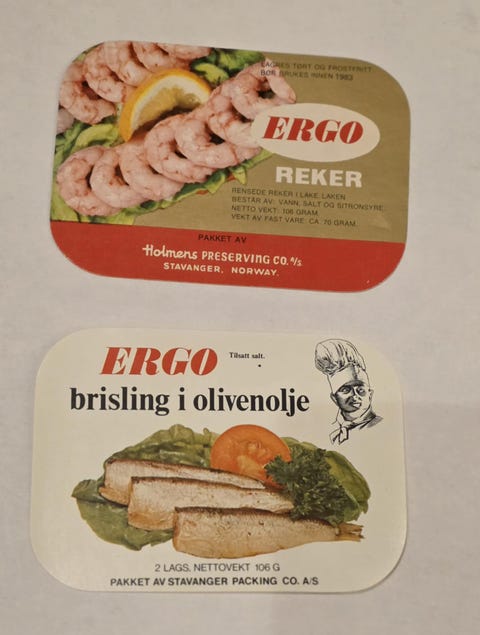 LAGRES TØRT OG FROSTFRITT
BØR BRUKES INNEN 1983
ERGO
REKER
RENSEDE REKER I LAKE. LAKEN
BESTÅR AV: VANN, SALT OG SITRONSYRE.
NETTO VEKT: 106 GRAM.
VEKT AV FAST VARE: CA. 70 GRAM.
PAKKET AV
Holmens PRESERVING CO. A/S
STAVANGER, NORWAY.
ERGO
Tilsatt salt.
brisling i olivenolje
2 LAGS, NETTOVEKT 106 G
PAKKET AV STAVANGER PACKING CO. A/S